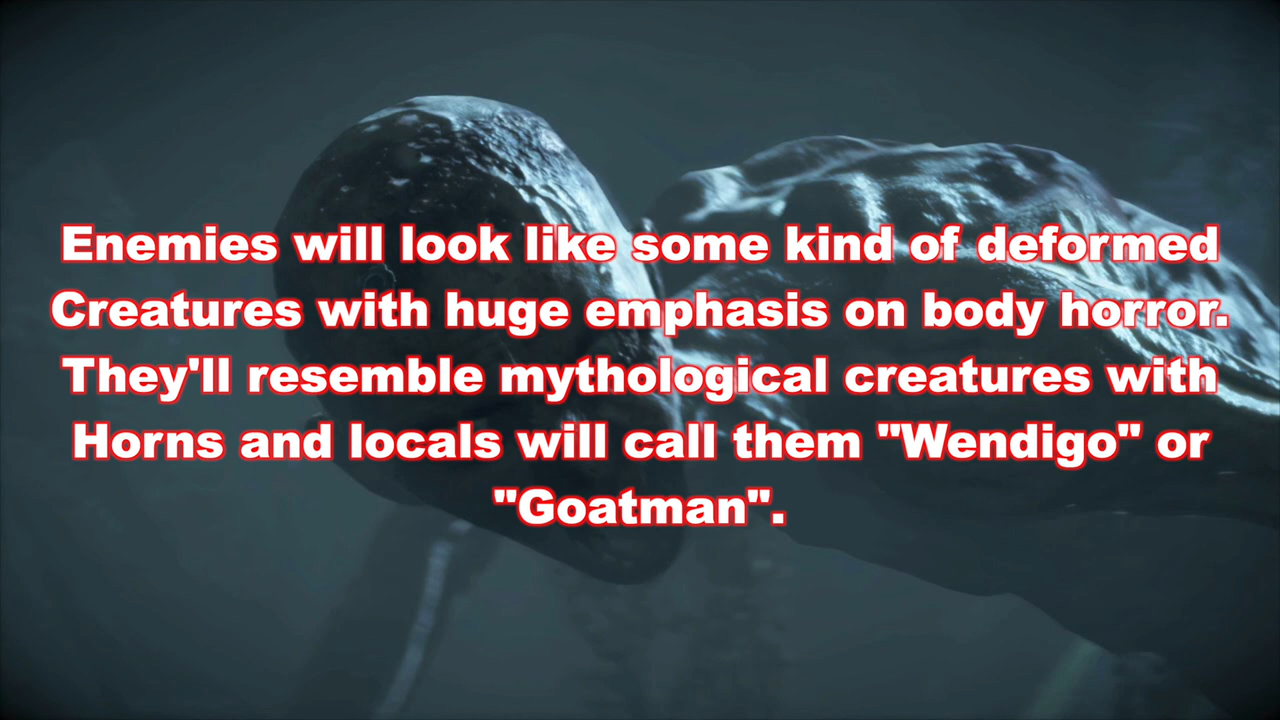 Enemies will look like some kind of deformed
Creatures with huge emphasis on body horror.
They'll resemble mythological creatures with
Horns and locals will call them "Wendigo" or
"Goatman".